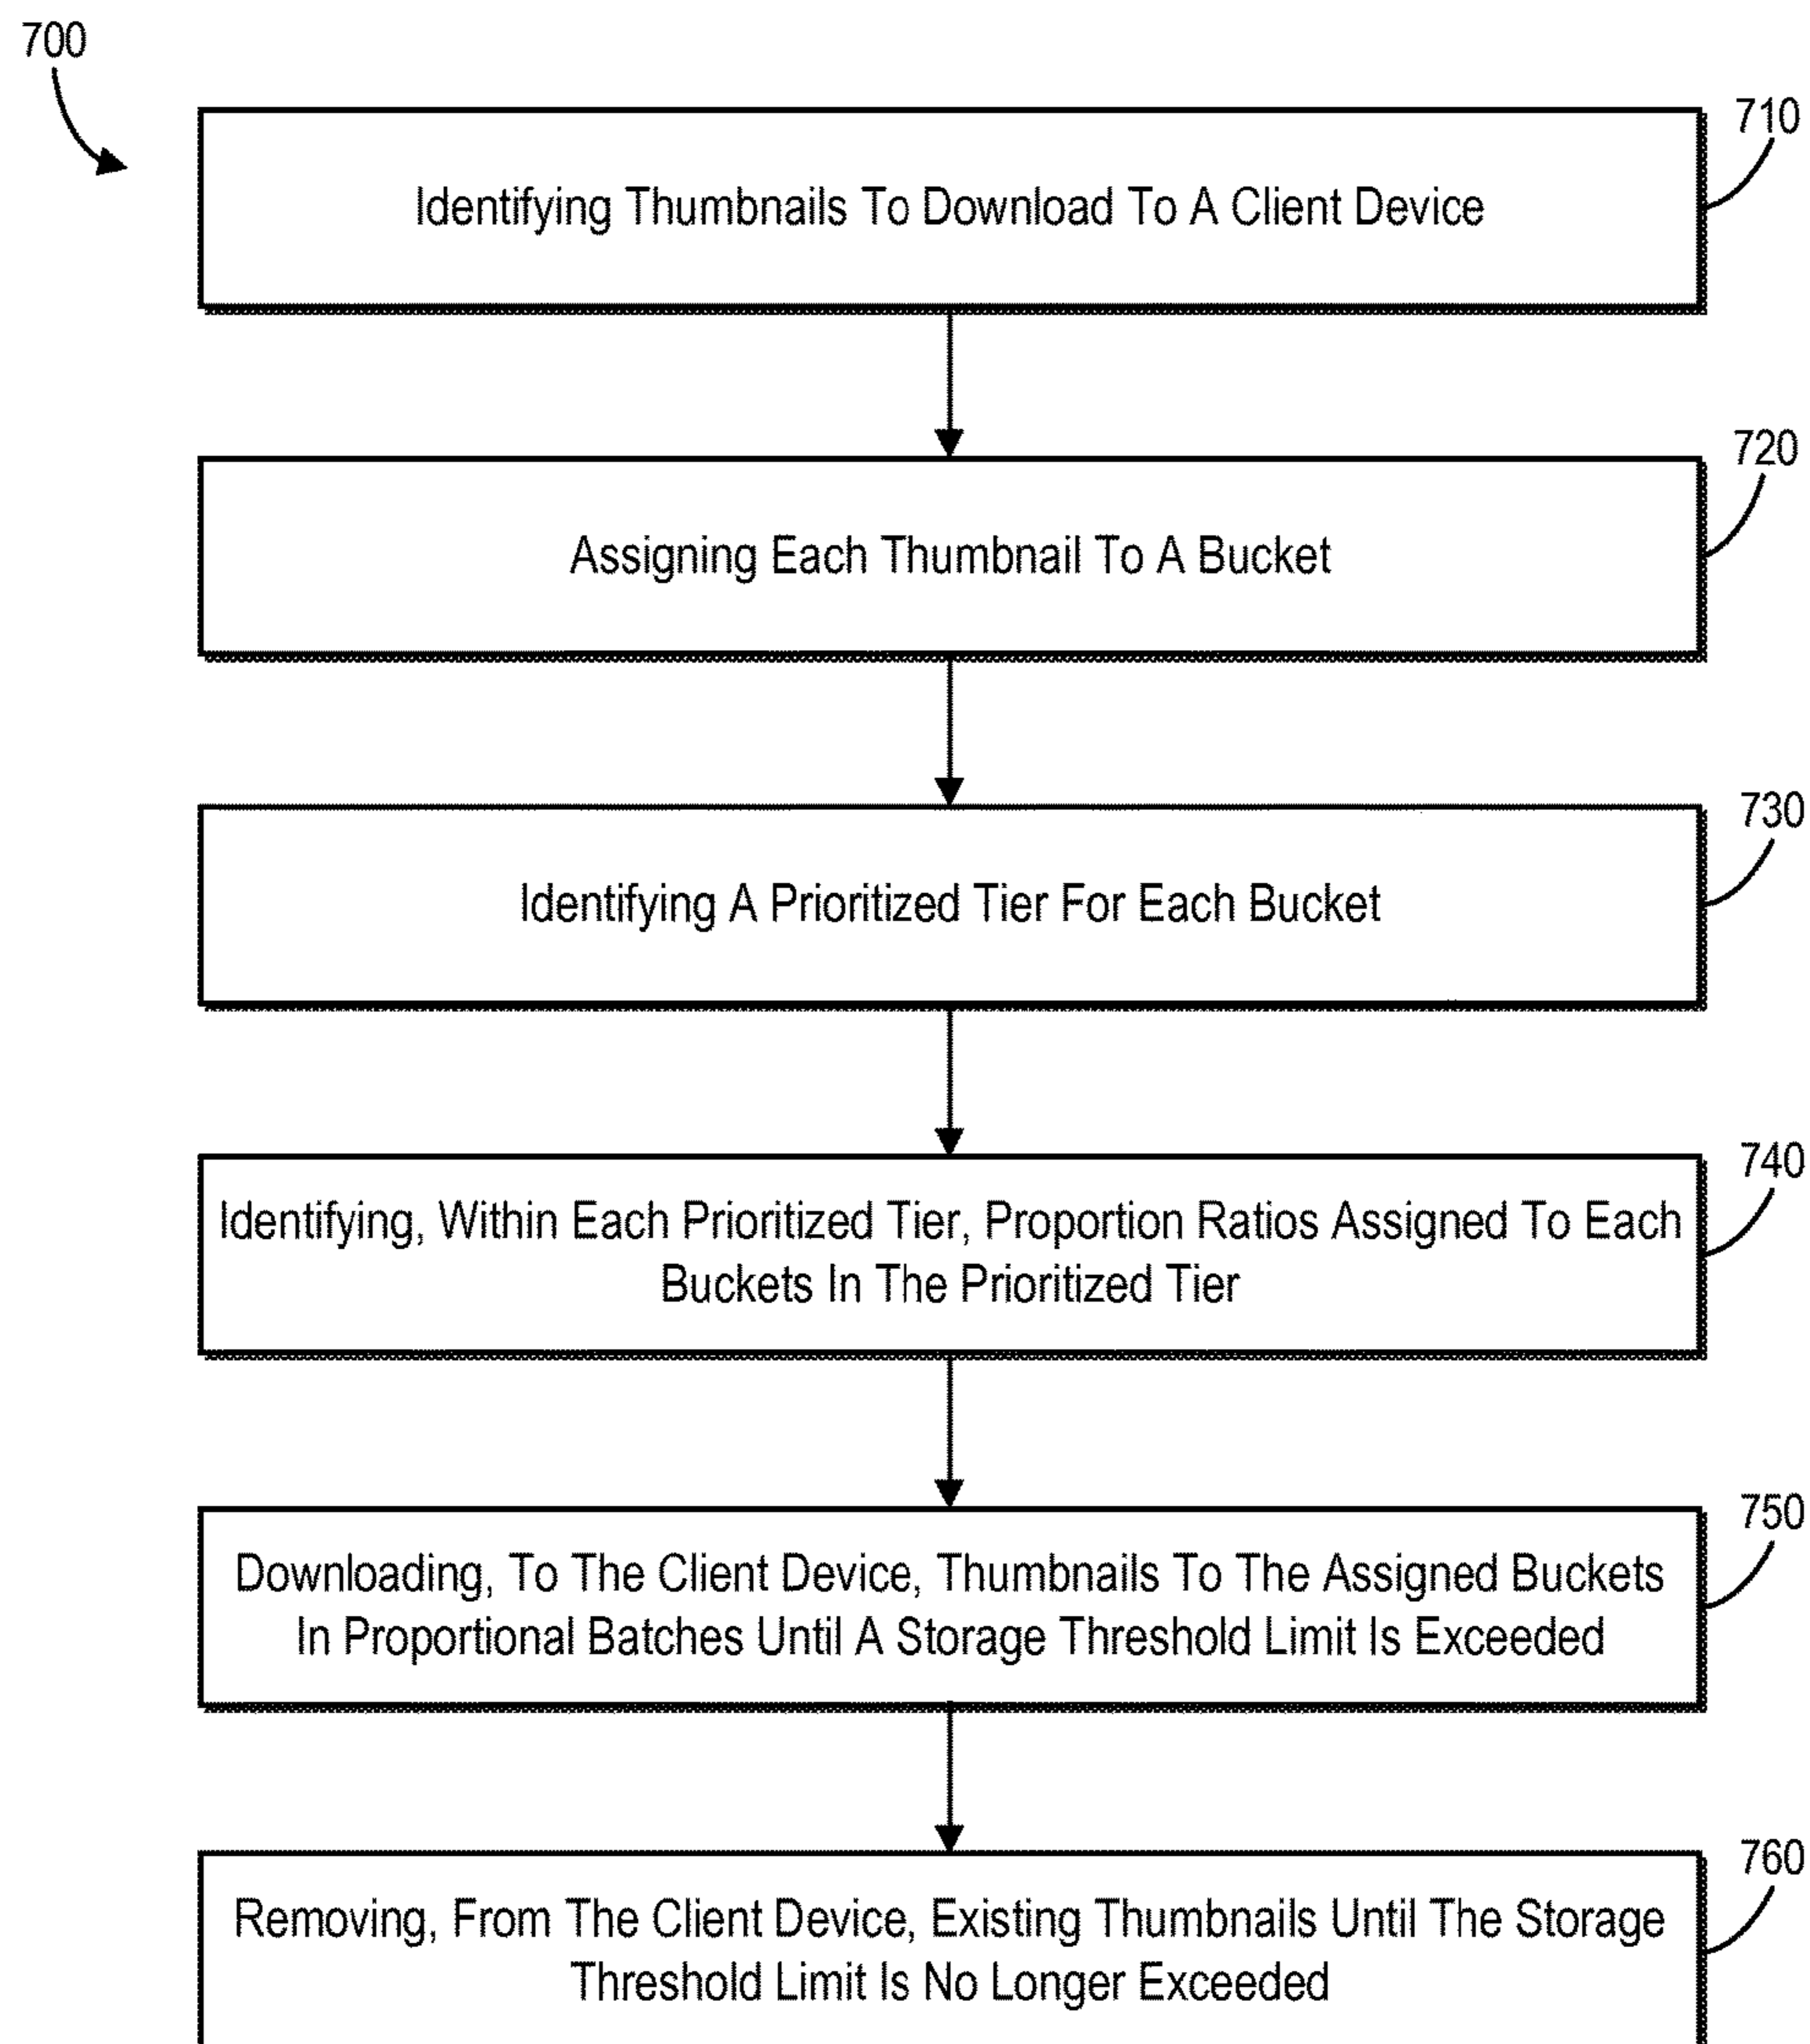 700
710
Identifying Thumbnails To Download To A Client Device
720
Assigning Each Thumbnail To A Bucket
730
Identifying A Prioritized Tier For Each Bucket
740
Identifying, Within Each Prioritized Tier, Proportion Ratios Assigned To Each
Buckets In The Prioritized Tier
750
Downloading, To The Client Device, Thumbnails To The Assigned Buckets
In Proportional Batches Until A Storage Threshold Limit Is Exceeded
760
Removing, From The Client Device, Existing Thumbnails Until The Storage
Threshold Limit Is No Longer Exceeded